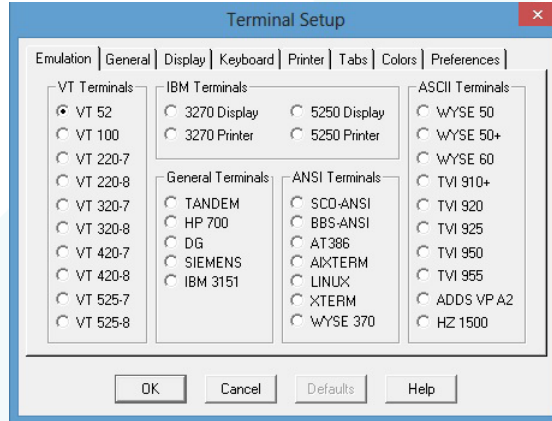 Terminal Setup
Emulation General Display Keyboard Printer Tabs Colors Preferences
VT Terminals
VT 52
VT 100
VT 220-7
VT 220-8
VT 320-7
VT 320-8
VT 420-7
VT 420-8
VT 525-7
VT 525-8
IBM Terminals
3270 Display 5250 Display
3270 Printer 5250 Printer
General Terminals
TANDEM
HP 700
DG
SIEMENS
IBM 3151
ANSI Terminals
SCO-ANSI
BBS-ANSI
AT386
AIXTERM
LINUX
XTERM
WYSE 370
ASCII Terminals
WYSE 50
WYSE 50+
WYSE 60
TVI 910+
TVI 920
TVI 925
TVI 950
TVI 955
ADDS VP A2
HZ 1500
OK Cancel Defaults Help